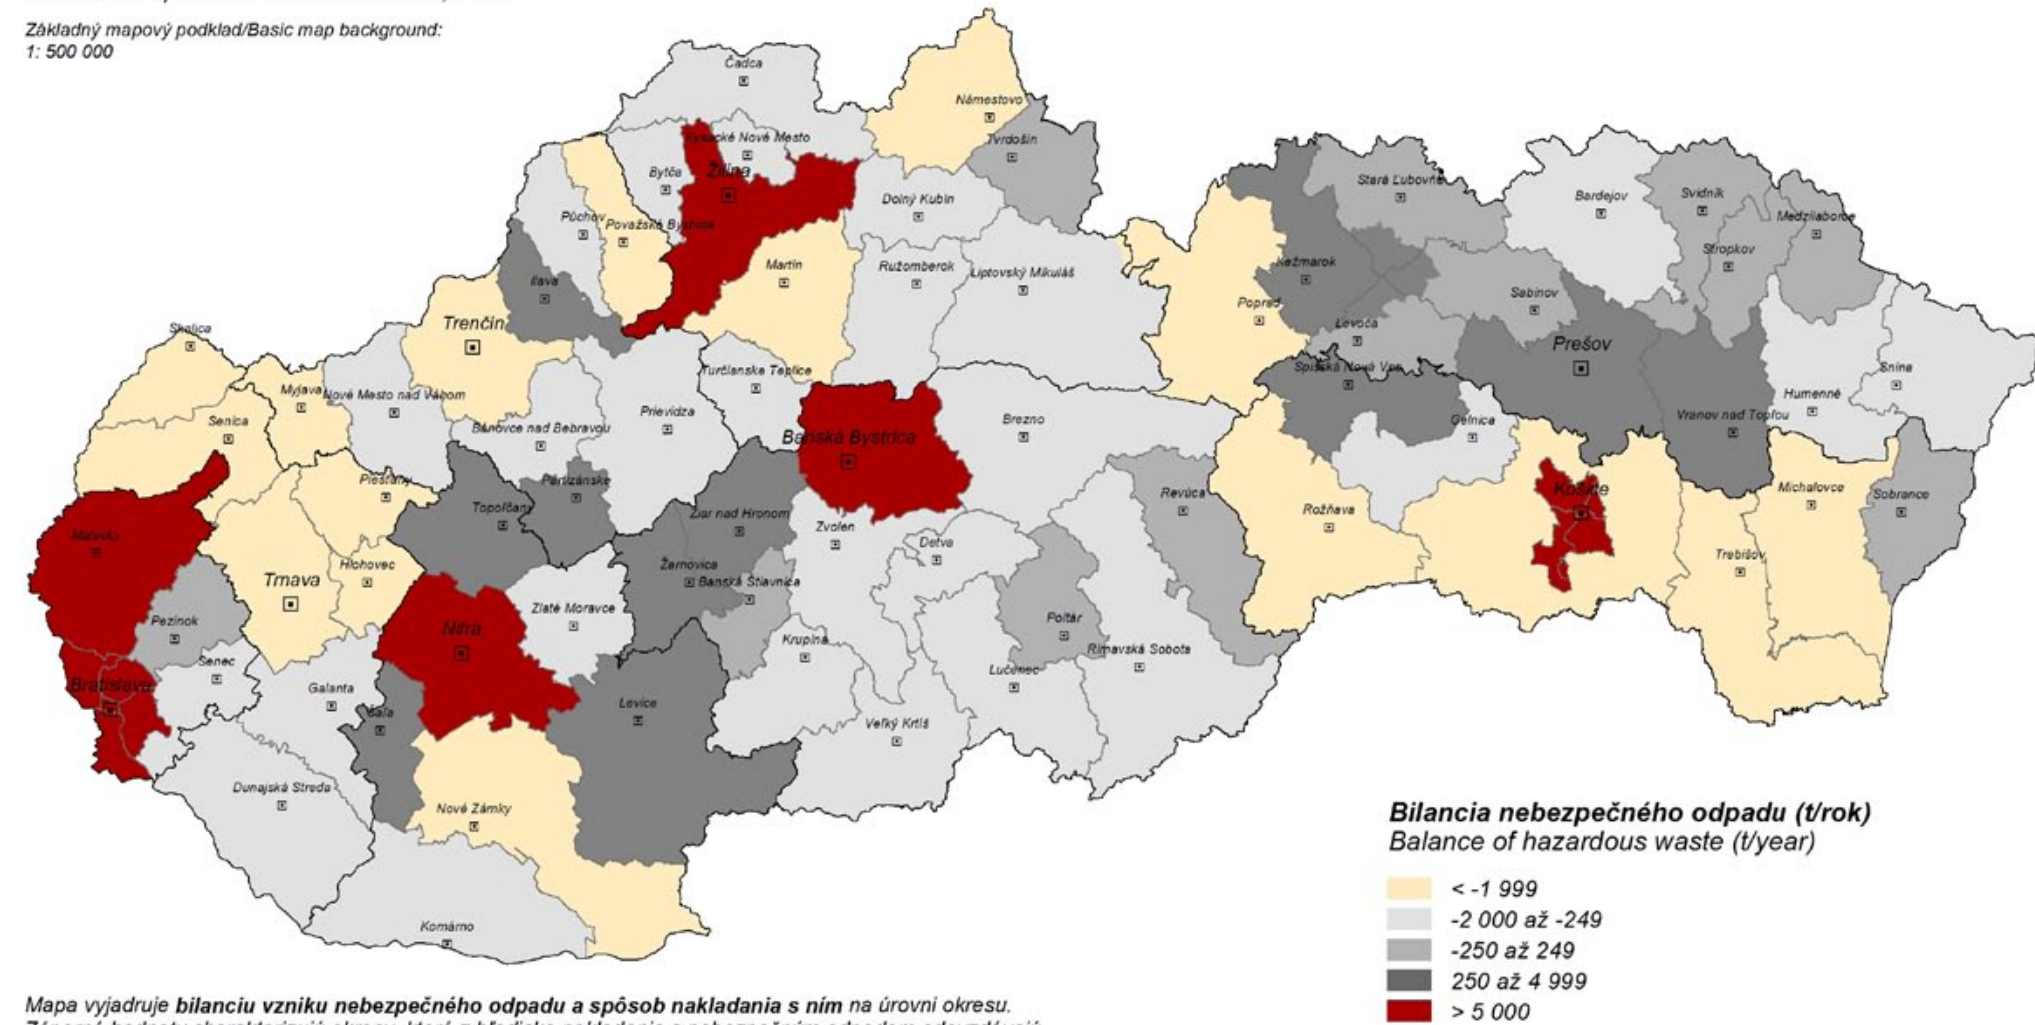 Základný mapový podklad/Basic map background:
1: 500 000
Čadca
Námestovo
Kysucké Nové Mesto
Tvrdošín
Bytča
Žilina
Stará Ľubovňa
Bardejov
Svidník
Dolný Kubín
Medzilaborce
Púchov
Považská Bystrica
Stropkov
Martin
Ružomberok
Liptovský Mikuláš
Kežmarok
Ilava
Poprad
Sabinov
Trenčín
Levoča
Skalica
Prešov
Turčianske Teplice
Spišská Nová Ves
Snina
Myjava
Nové Mesto nad Váhom
Humenné
Prievidza
Vranov nad Topľou
Senica
Bánovce nad Bebravou
Banská Bystrica
Brezno
Gelnica
Piešťany
Partizánske
Topoľčany
Revúca
Košice
Michalovce
Sobrance
Malacky
Žiar nad Hronom
Zvolen
Rožňava
Detva
Trebišov
Hlohovec
Trnava
Žarnovica
Banská Štiavnica
Zlaté Moravce
Pezinok
Nitra
Poltár
Krupina
Rimavská Sobota
Senec
Bratislava
Galanta
Lučenec
Šaľa
Levice
Veľký Krtíš
Dunajská Streda
Nové Zámky
Komárno
Bilancia nebezpečného odpadu (t/rok)
Balance of hazardous waste (t/year)
< -1 999
-2 000 až -249
-250 až 249
250 až 4 999
> 5 000
Mapa vyjadruje bilanciu vzniku nebezpečného odpadu a spôsob nakladania s ním na úrovni okresu.